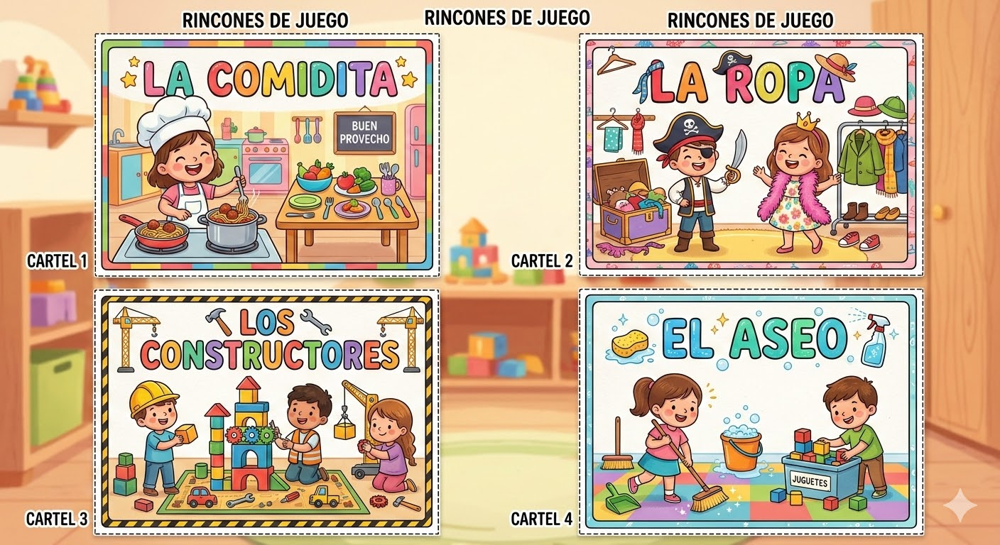 RINCONES DE JUEGO
RINCONES DE JUEGO
RINCONES DE JUEGO
LA COMIDITA
BUEN
PROVECHO
CARTEL 1
LA ROPA
CARTEL 2
LOS
CONSTRUCTORES
CARTEL 3
EL ASEO
JUGUETES
CARTEL 4